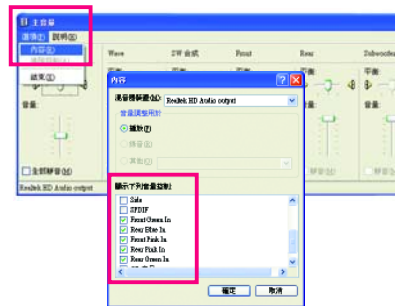 主音量
選項(P) 說明(H)
內容(R)
結束(X)
Wave
SW 合成
Front
Rear
Subwoofer
平衡:
音量:
全部靜音(M)
Realtek HD Audio output
內容
混音機裝置(M): Realtek HD Audio output
音量調整用於
播放(P)
錄音(R)
其他(O)
顯示下列音量控制:
Side
SPDIF
Front Green In
Rear Blue In
Front Pink In
Rear Pink In
Rear Green In
確定
取消